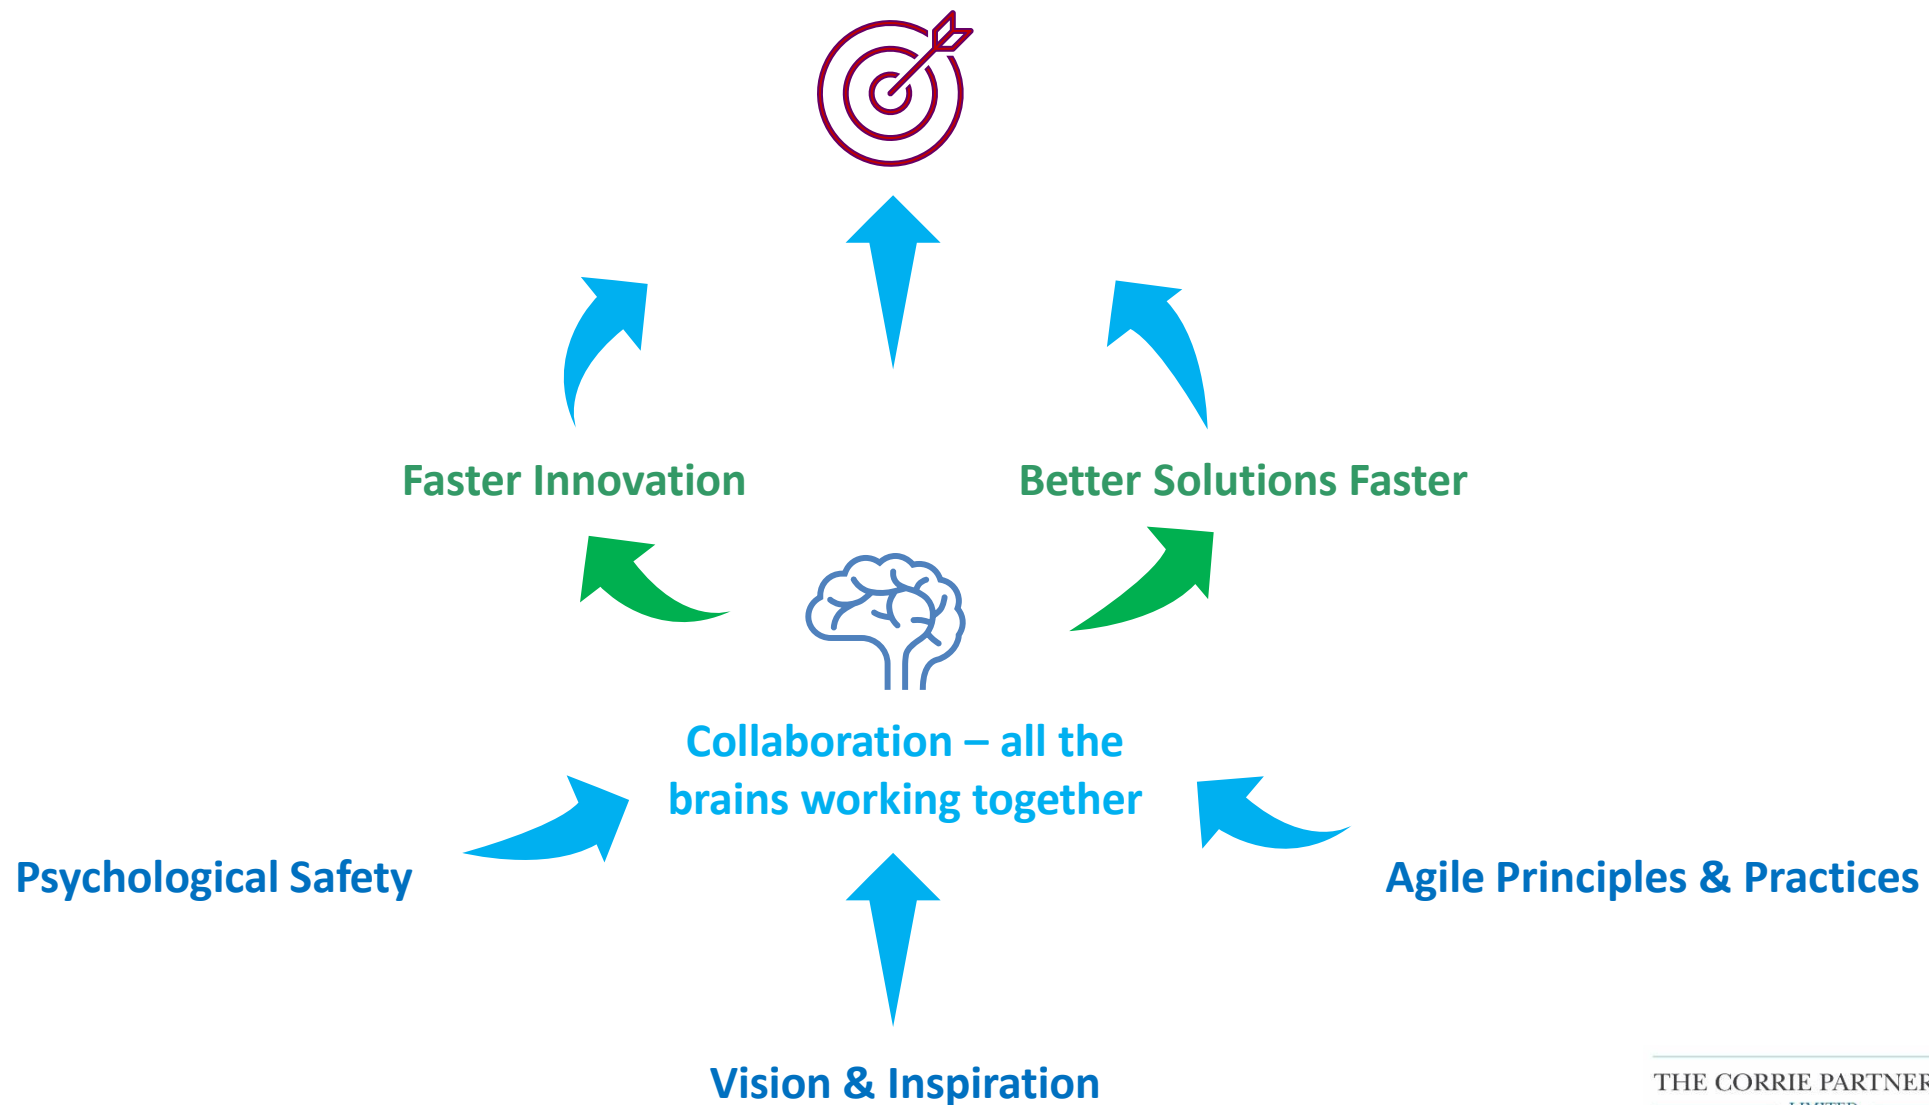 Faster Innovation
Better Solutions Faster
Collaboration – all the
brains working together
Psychological Safety
Agile Principles & Practices
Vision & Inspiration
THE CORRIE PARTNER
LIMITED